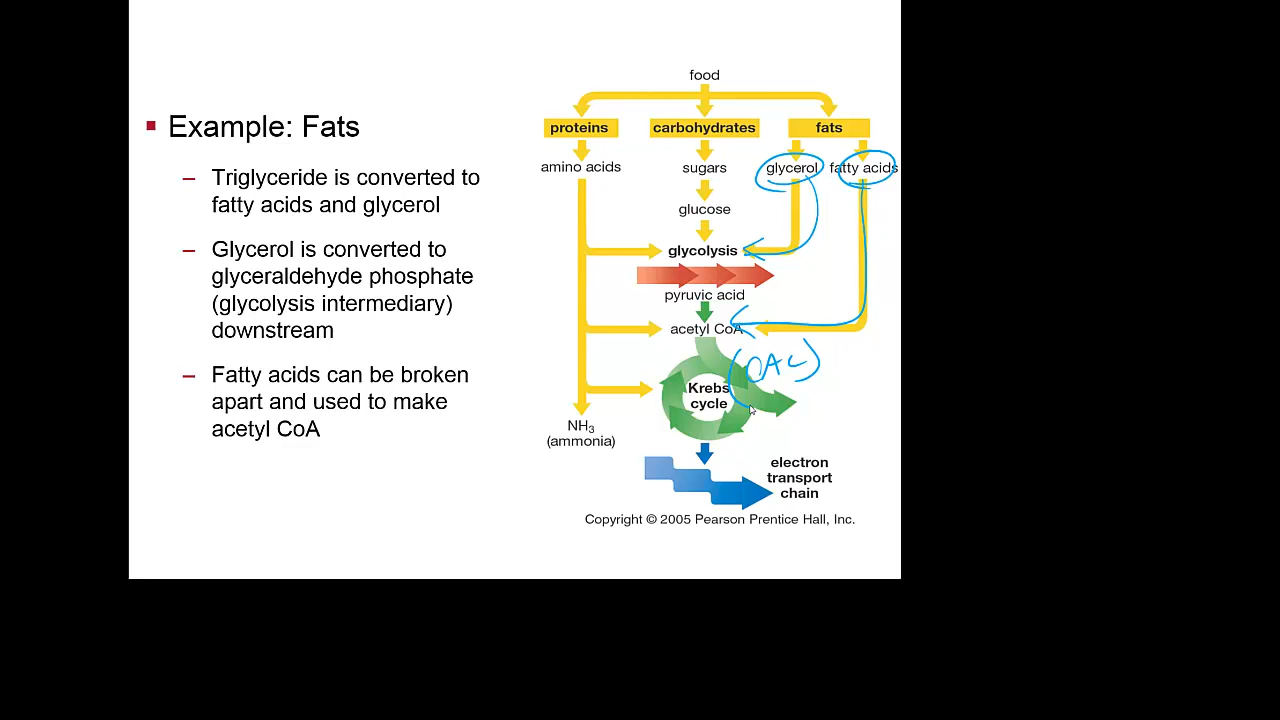 Example: Fats
– Triglyceride is converted to
fatty acids and glycerol
– Glycerol is converted to
glyceraldehyde phosphate
(glycolysis intermediary)
downstream
– Fatty acids can be broken
apart and used to make
acetyl CoA
food
proteins carbohydrates fats
amino acids sugars glycerol fatty acids
glucose
glycolysis
pyruvic acid
acetyl CoA
Krebs
cycle
NH₃
(ammonia)
electron
transport
chain
Copyright © 2005 Pearson Prentice Hall, Inc.